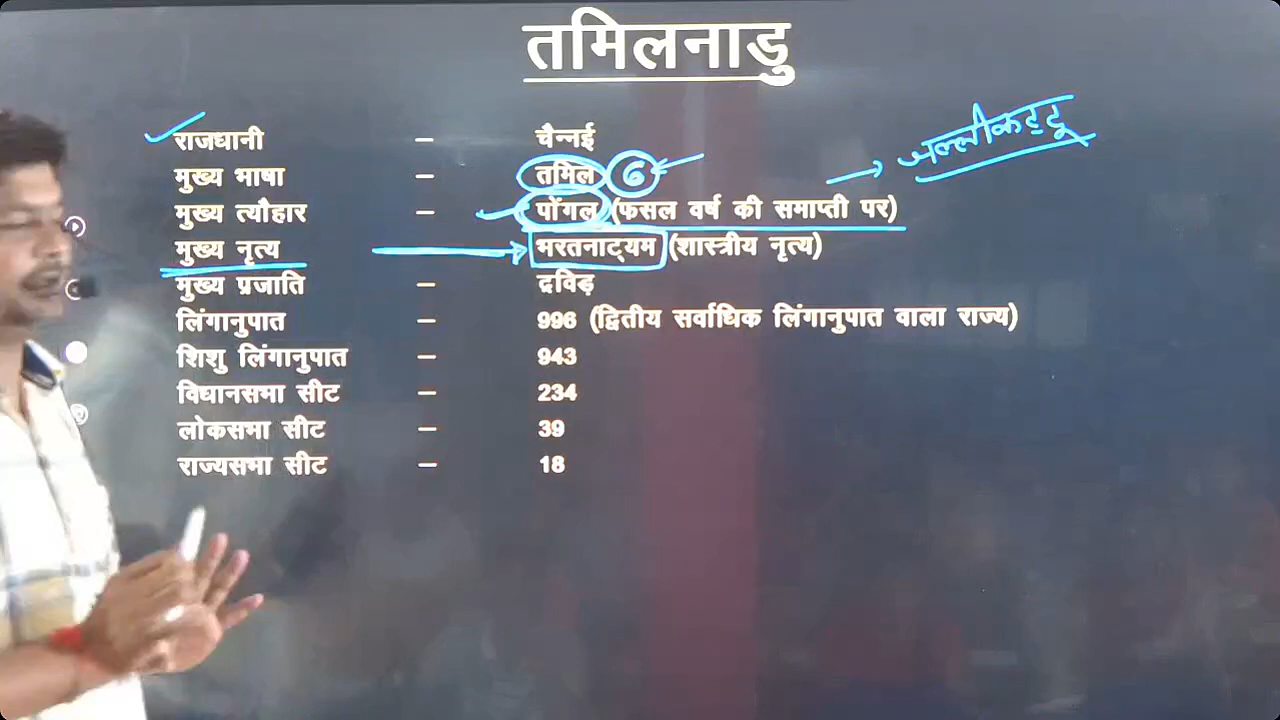 तमिलनाडु
राजधानी – चैन्नई
मुख्य भाषा – तमिल 6
मुख्य त्यौहार – पोंगल (फसल वर्ष की समाप्ती पर) → जल्लीकट्टू
मुख्य नृत्य → भरतनाट्यम (शास्त्रीय नृत्य)
मुख्य प्रजाति – द्रविड़
लिंगानुपात – 996 (द्वितीय सर्वाधिक लिंगानुपात वाला राज्य)
शिशु लिंगानुपात – 943
विधानसभा सीट – 234
लोकसभा सीट – 39
राज्यसभा सीट – 18